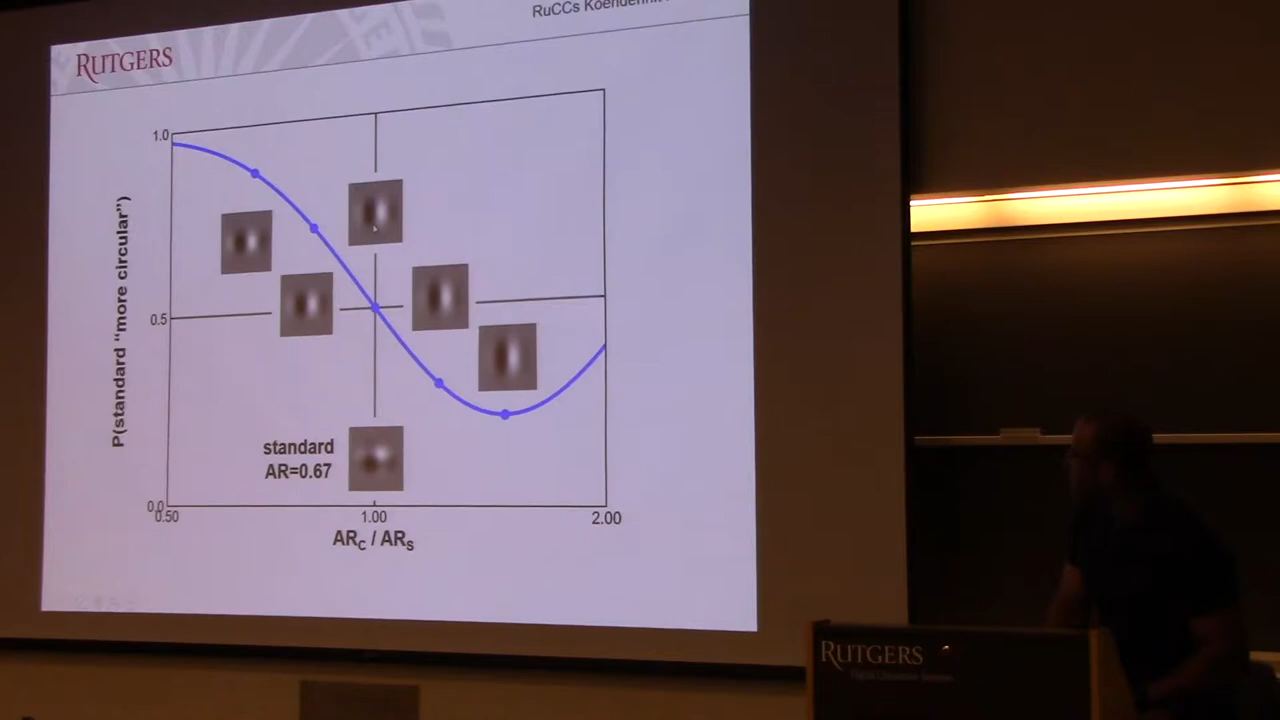 RuCCs Koenderink
RUTGERS
1.0
P(standard "more circular")
0.5
standard
AR=0.67
0.0
0.50
1.00
2.00
ARC / ARS
RUTGERS